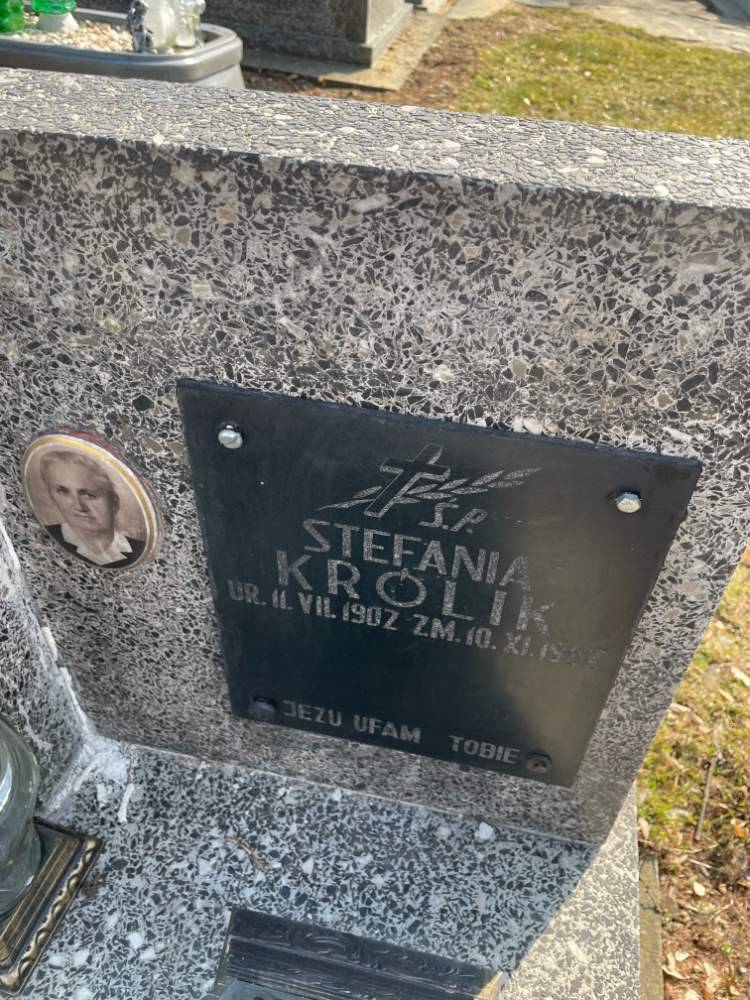 Ś.P.
STEFANIA
KRÓLIK
UR. 11. VII. 1902 ZM. 10. XI.
JEZU UFAM TOBIE